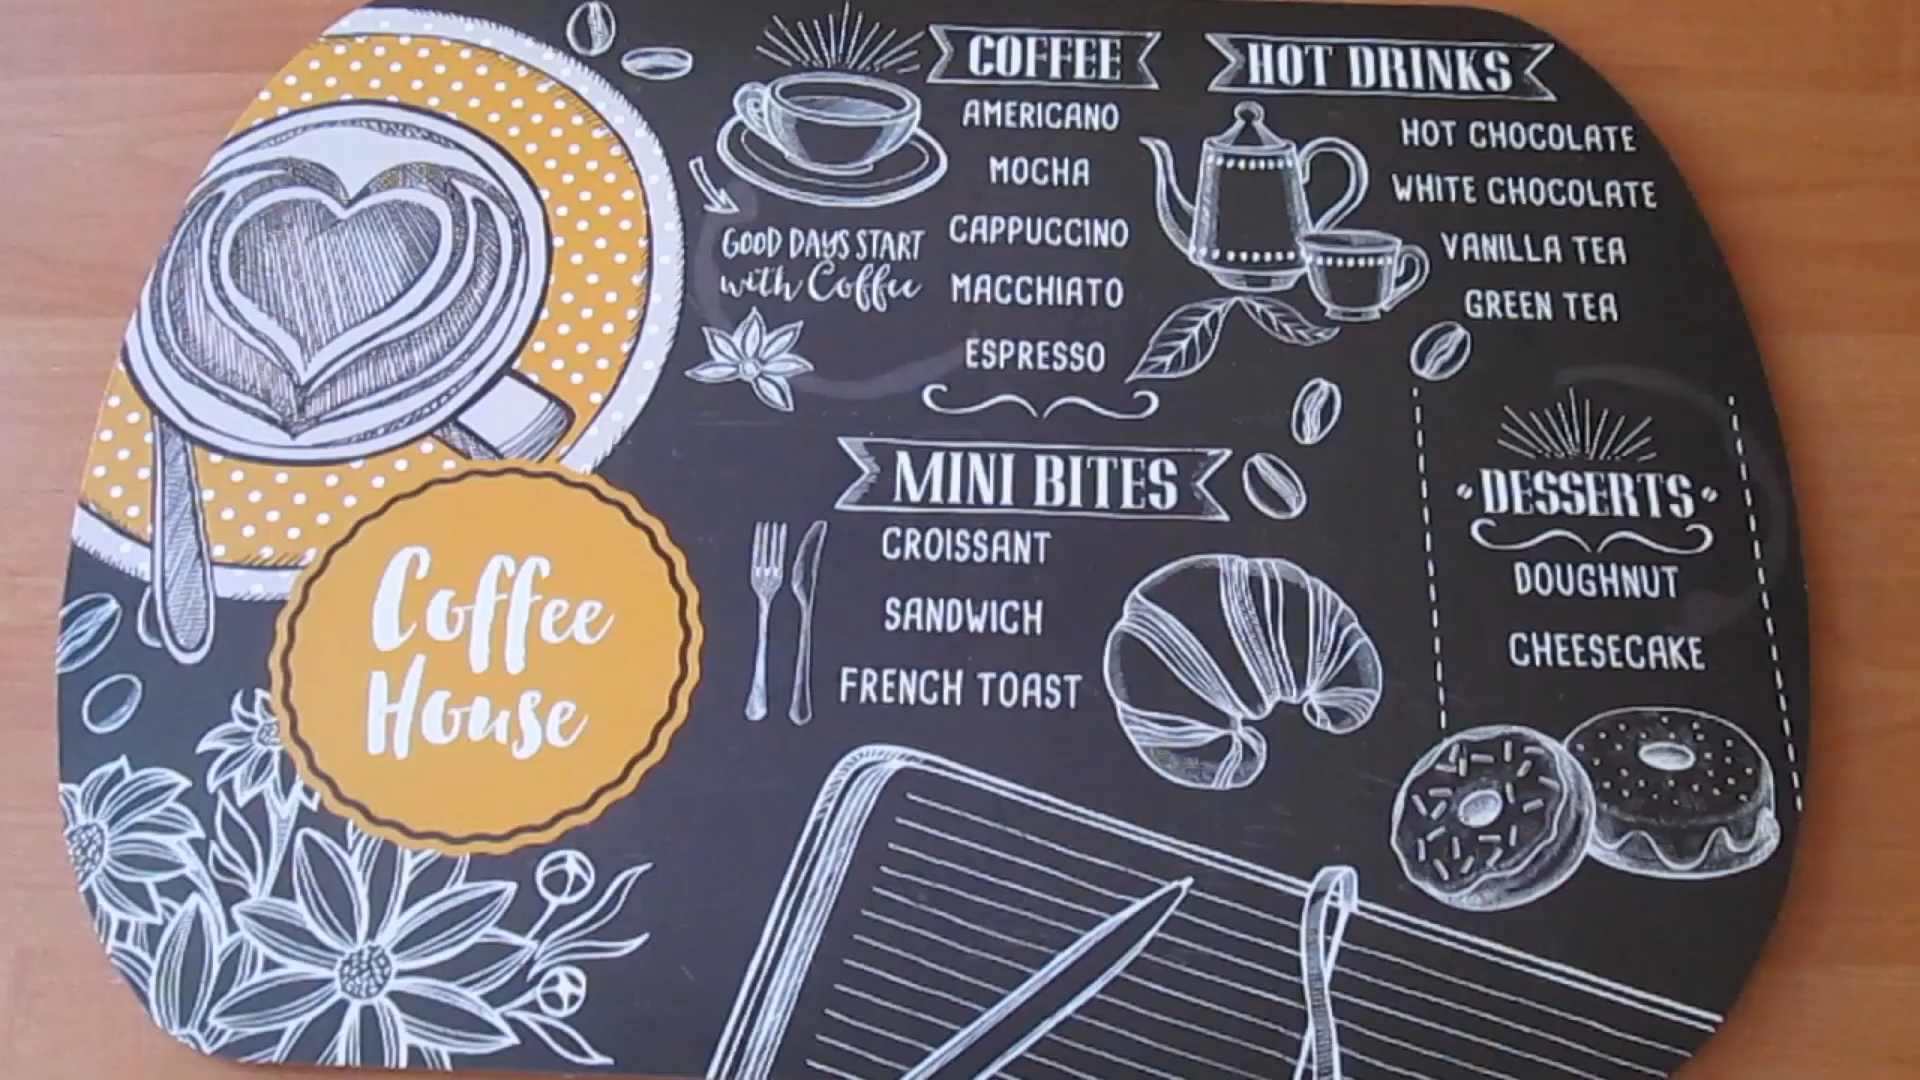 Coffee
House
GOOD DAYS START
with Coffee
COFFEE
AMERICANO
MOCHA
CAPPUCCINO
MACCHIATO
ESPRESSO
HOT DRINKS
HOT CHOCOLATE
WHITE CHOCOLATE
VANILLA TEA
GREEN TEA
MINI BITES
CROISSANT
SANDWICH
FRENCH TOAST
DESSERTS
DOUGHNUT
CHEESECAKE